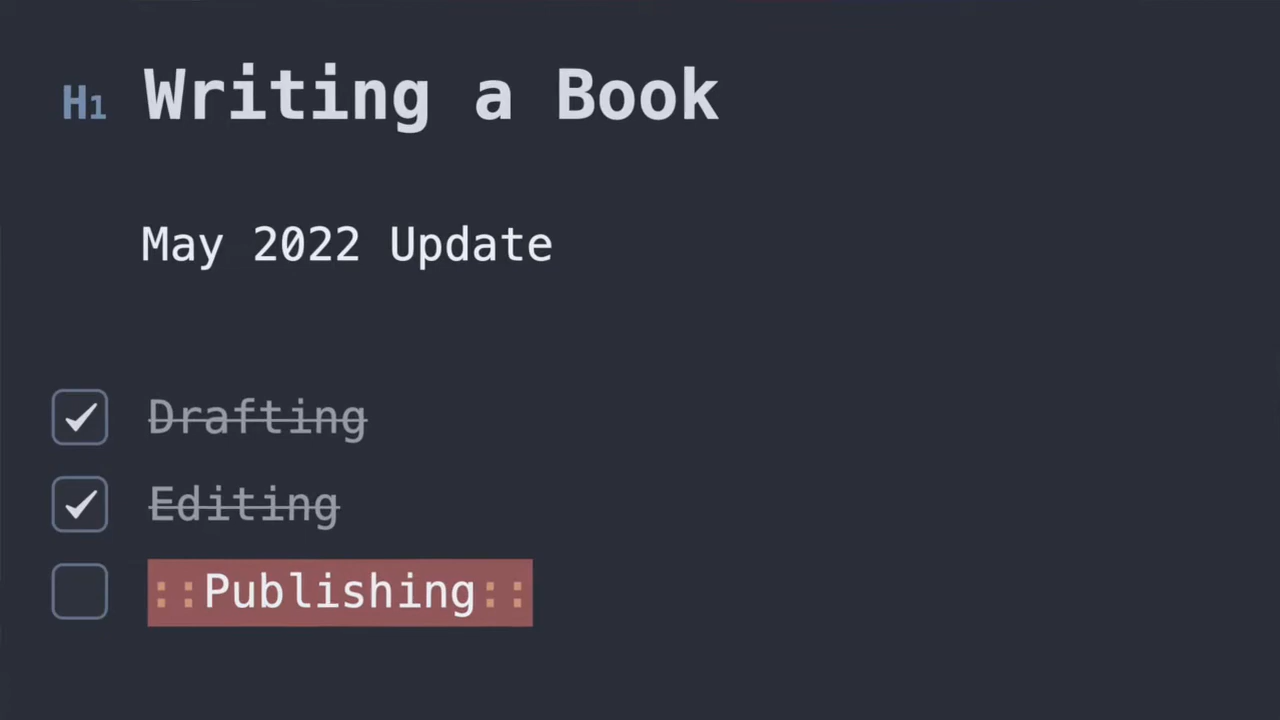 H1 Writing a Book
May 2022 Update
Drafting
Editing
::Publishing::